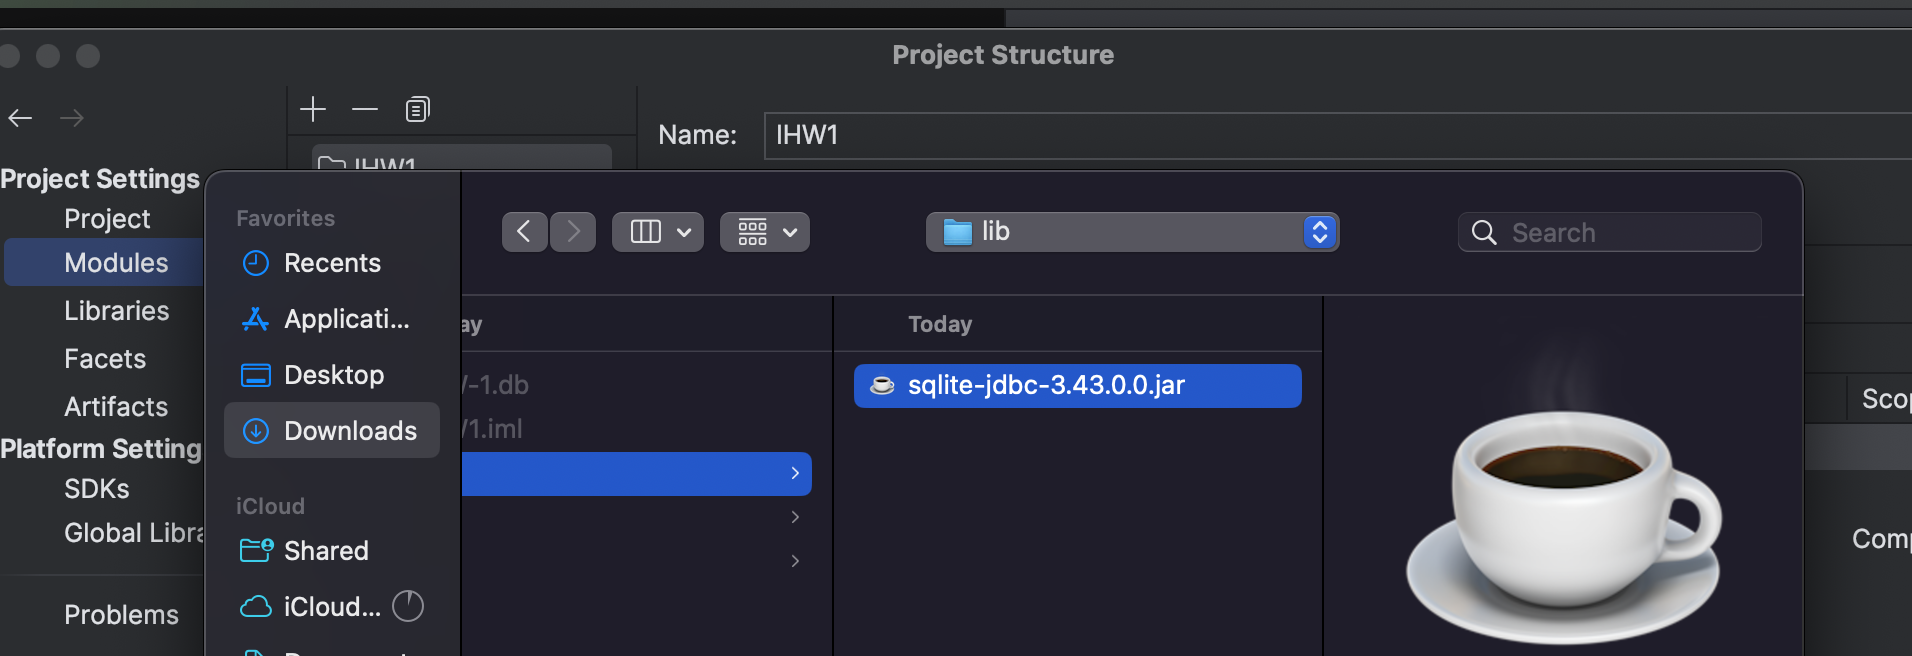 Project Structure
Name: IHW1
IHW1
Project Settings
Project
Modules
Libraries
Facets
Artifacts
Platform Setting
SDKs
Global Libra
Problems
Favorites
Recents
Applicati...
Desktop
Downloads
iCloud
Shared
iCloud...
lib
Search
ay
-1.db
1.iml
Today
sqlite-jdbc-3.43.0.0.jar
Scop
Comp